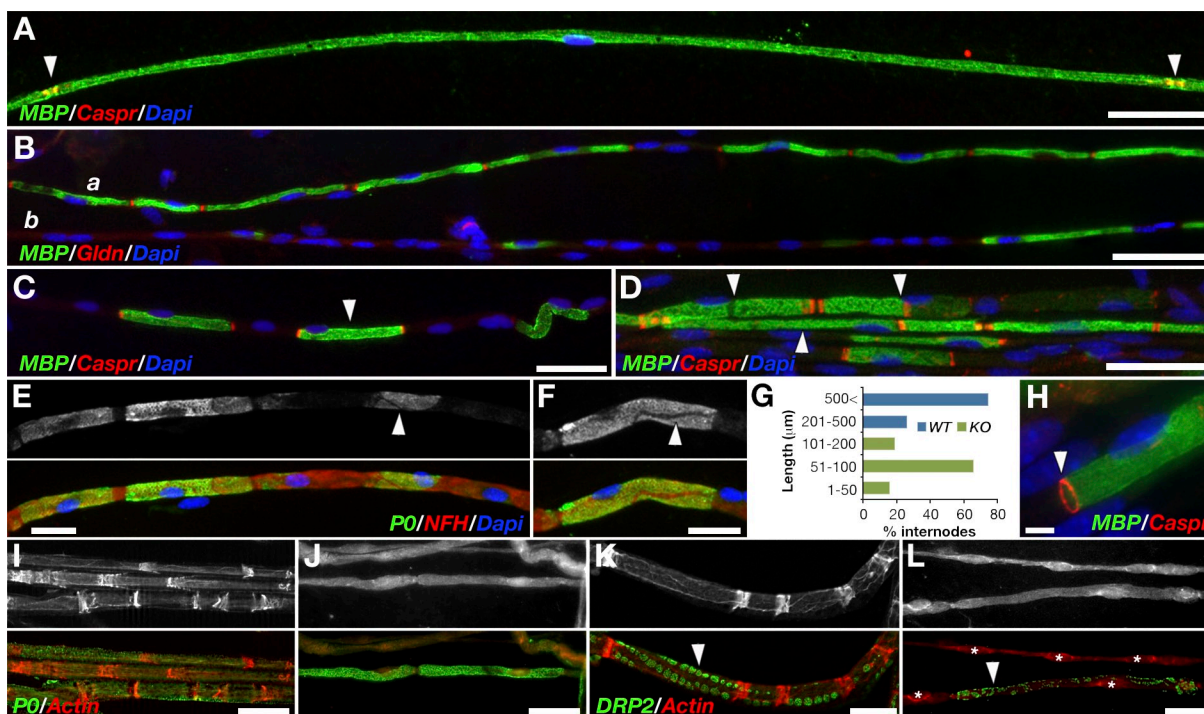 A
MBP/Caspr/Dapi
B
a
b
MBP/Gldn/Dapi
C
MBP/Caspr/Dapi
D
MBP/Caspr/Dapi
E
P0/NFH/Dapi
F
G
Length (μm)
500<
201-500
101-200
51-100
1-50
WT KO
0 20 40 60 80
% internodes
H
MBP/Caspr
I
P0/Actin
J
K
DRP2/Actin
L
* * *
* *